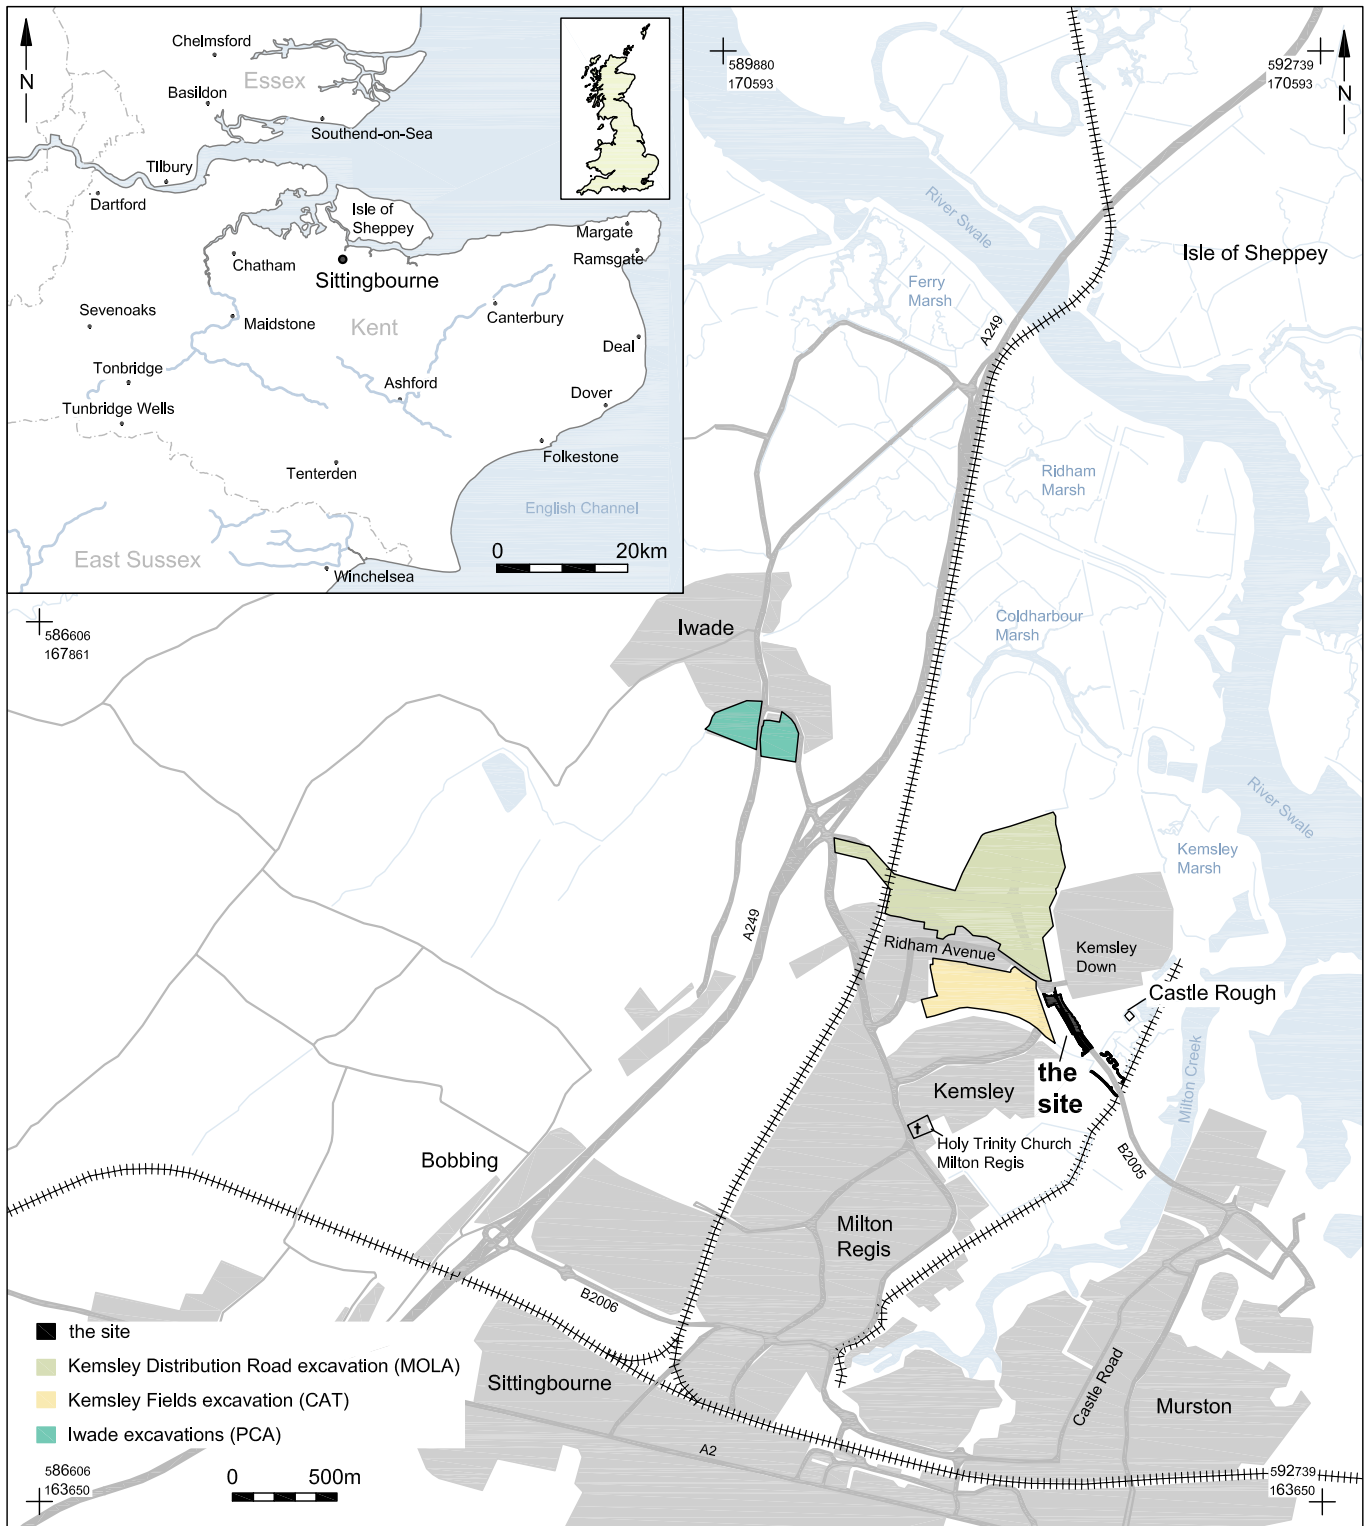 N
Chelmsford
Essex
Basildon
Southend-on-Sea
Tilbury
Dartford
Isle of
Sheppey
Margate
Ramsgate
Chatham
Sittingbourne
Sevenoaks
Maidstone
Kent
Canterbury
Deal
Tonbridge
Ashford
Dover
Tunbridge Wells
Folkestone
Tenterden
English Channel
East Sussex
0 20km
Winchelsea
589880
170593
592739
170593
N
River Swale
Isle of Sheppey
Ferry
Marsh
A249
Ridham
Marsh
Coldharbour
Marsh
586606
167861
Iwade
River Swale
Kemsley
Marsh
A249
Ridham Avenue
Kemsley
Down
Castle Rough
the
site
Kemsley
Milton Creek
Holy Trinity Church
Milton Regis
B2005
Bobbing
Milton
Regis
B2006
the site
Kemsley Distribution Road excavation (MOLA)
Kemsley Fields excavation (CAT)
Iwade excavations (PCA)
Sittingbourne
Castle Road
Murston
A2
586606
163650
0 500m
592739
163650